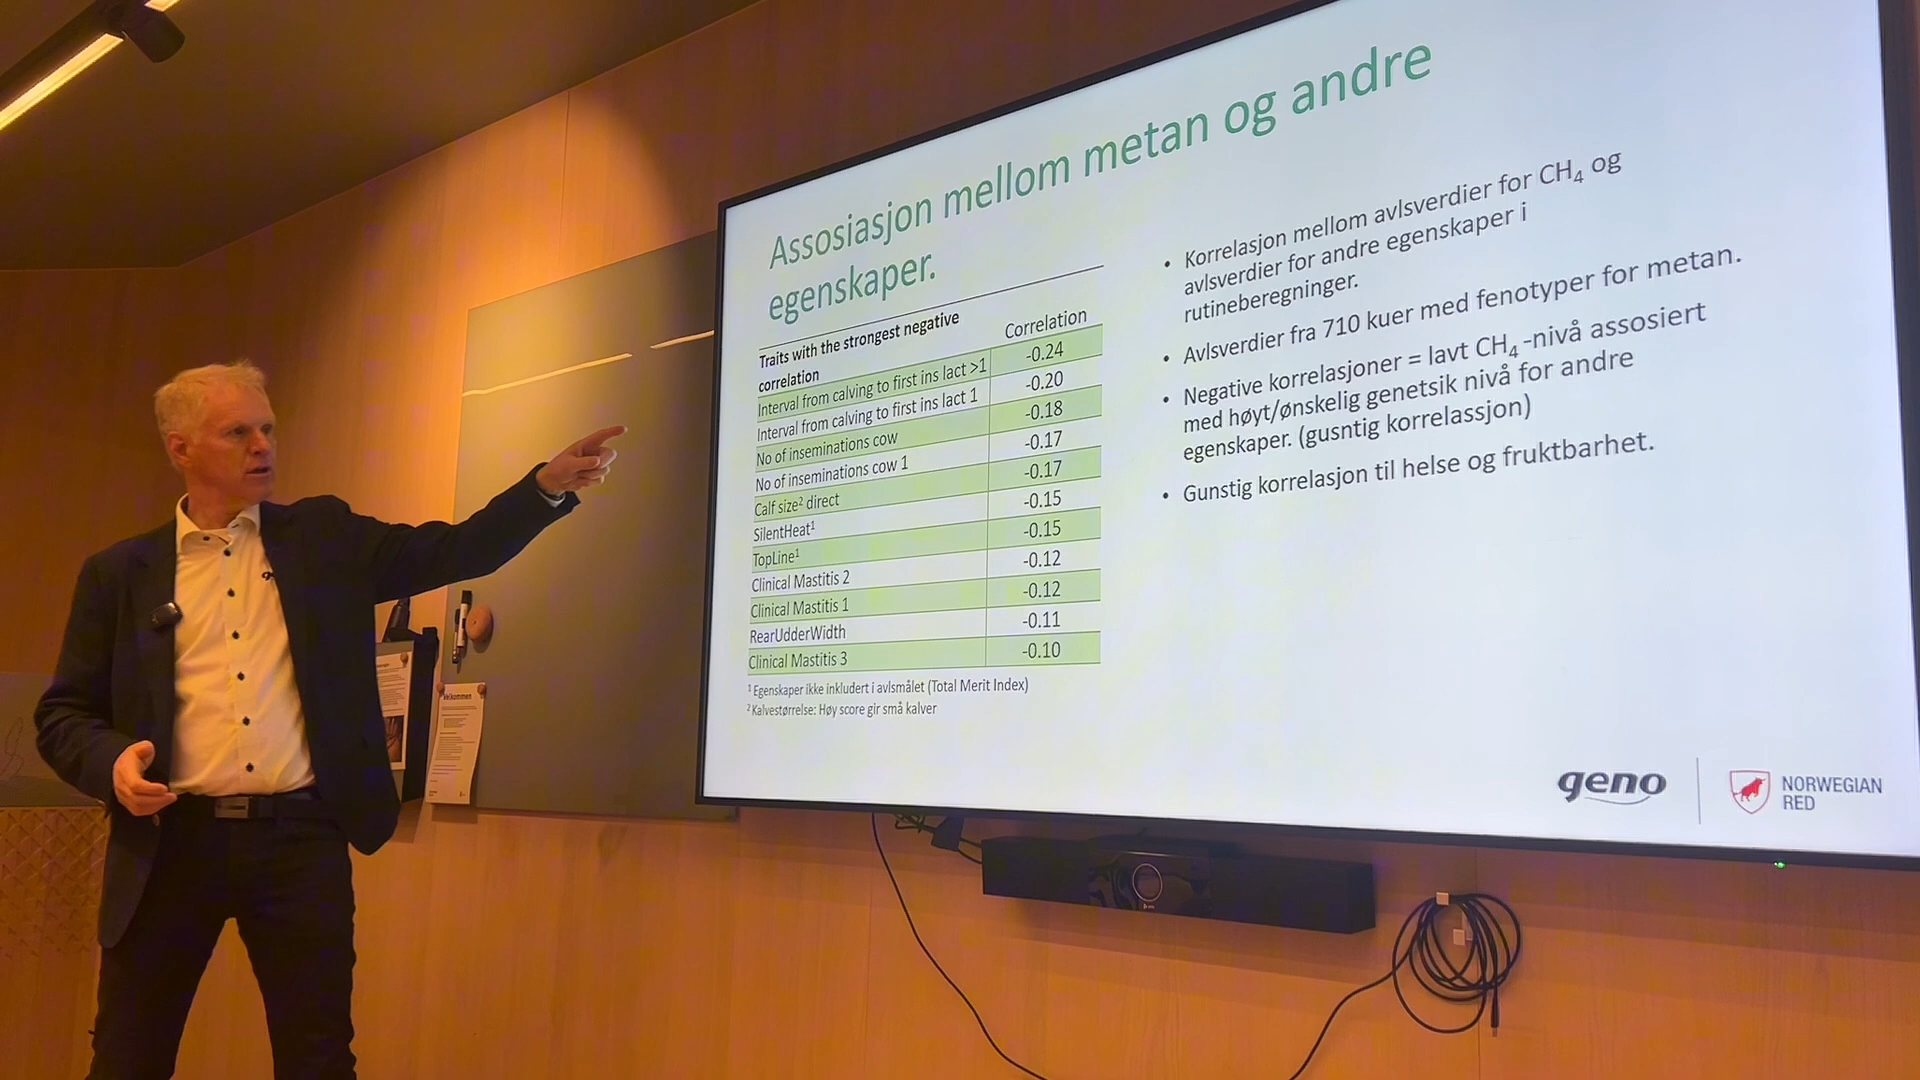 Assosiasjon mellom metan og andre
egenskaper.
Traits with the strongest negative
correlation
Correlation
Interval from calving to first ins lact >1 -0.24
Interval from calving to first ins lact 1 -0.20
No of inseminations cow -0.18
No of inseminations cow 1 -0.17
Calf size² direct -0.17
SilentHeat¹ -0.15
TopLine¹ -0.15
Clinical Mastitis 2 -0.12
Clinical Mastitis 1 -0.12
RearUdderWidth -0.11
Clinical Mastitis 3 -0.10
¹ Egenskaper ikke inkludert i avlsmålet (Total Merit Index)
² Kalvestørrelse: Høy score gir små kalver
• Korrelasjon mellom avlsverdier for CH₄ og
avlsverdier for andre egenskaper i
rutineberegninger.
• Avlsverdier fra 710 kuer med fenotyper for metan.
• Negative korrelasjoner = lavt CH₄ -nivå assosiert
med høyt/ønskelig genetsik nivå for andre
egenskaper. (gusntig korrelassjon)
• Gunstig korrelasjon til helse og fruktbarhet.
geno
NORWEGIAN
RED
Velkommen